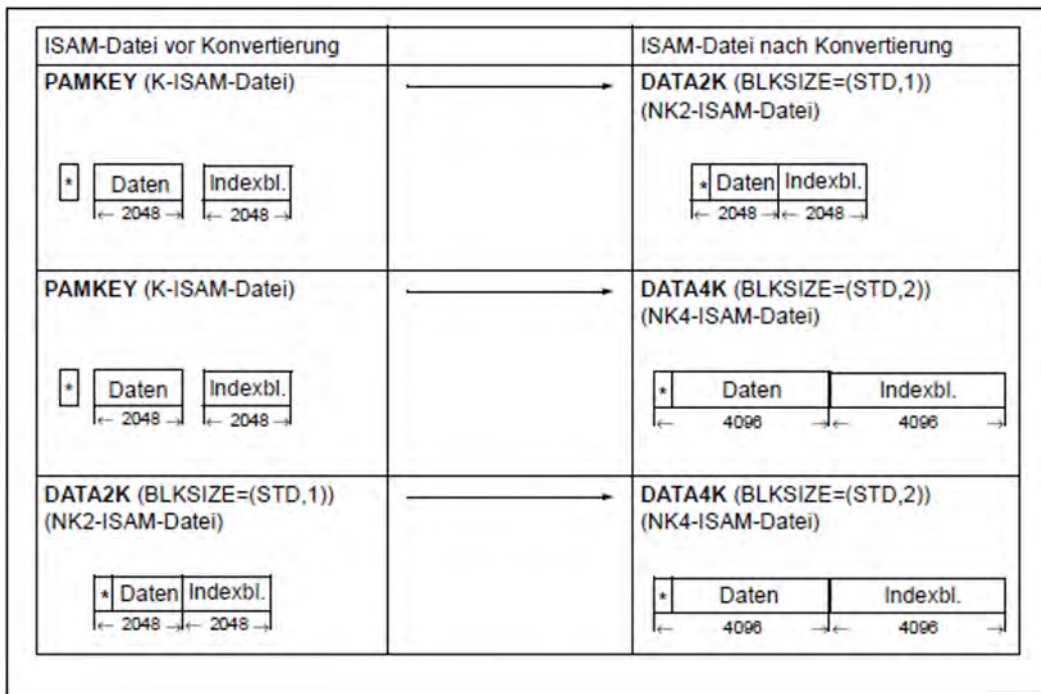 ISAM-Datei vor Konvertierung
ISAM-Datei nach Konvertierung
PAMKEY (K-ISAM-Datei)
DATA2K (BLKSIZE=(STD,1))
(NK2-ISAM-Datei)
* Daten Indexbl.
← 2048 → ← 2048 →
* Daten Indexbl.
← 2048 →← 2048 →
PAMKEY (K-ISAM-Datei)
DATA4K (BLKSIZE=(STD,2))
(NK4-ISAM-Datei)
* Daten Indexbl.
← 2048 → ← 2048 →
* Daten Indexbl.
← 4096 →← 4096 →
DATA2K (BLKSIZE=(STD,1))
(NK2-ISAM-Datei)
DATA4K (BLKSIZE=(STD,2))
(NK4-ISAM-Datei)
* Daten Indexbl.
← 2048 →← 2048 →
* Daten Indexbl.
← 4096 →← 4096 →